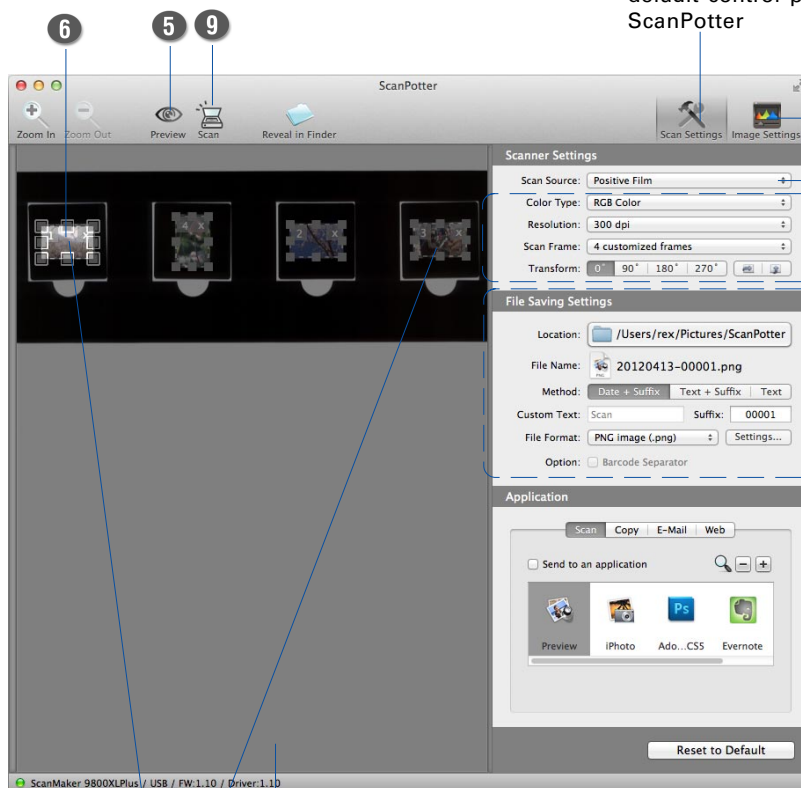 default control p
ScanPotter
6 5 9
ScanPotter
Zoom In Zoom Out Preview Scan Reveal in Finder Scan Settings Image Settings
Scanner Settings
Scan Source: Positive Film
Color Type: RGB Color
Resolution: 300 dpi
Scan Frame: 4 customized frames
Transform: 0° 90° 180° 270°
1 X 4 X 2 X 3 X
File Saving Settings
Location: /Users/rex/Pictures/ScanPotter
File Name: 20120413-00001.png
Method: Date + Suffix Text + Suffix Text
Custom Text: Scan Suffix: 00001
File Format: PNG image (.png) Settings...
Option: Barcode Separator
Application
Scan Copy E-Mail Web
Send to an application
Ps
Preview iPhoto Ado...CS5 Evernote
Reset to Default
ScanMaker 9800XLPlus / USB / FW:1.10 / Driver:1.10